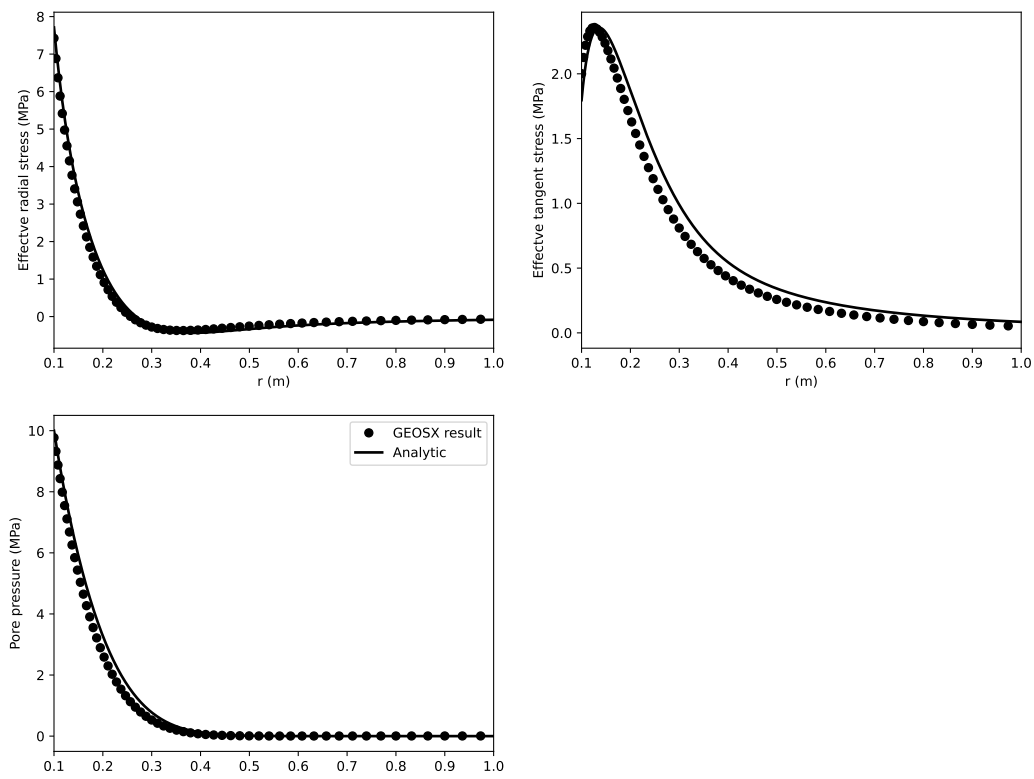 8
7
6
5
4
3
2
1
0
Effectve radial stress (MPa)
0.1 0.2 0.3 0.4 0.5 0.6 0.7 0.8 0.9 1.0
r (m)
2.0
1.5
1.0
0.5
0.0
Effectve tangent stress (MPa)
0.1 0.2 0.3 0.4 0.5 0.6 0.7 0.8 0.9 1.0
r (m)
10
8
6
4
2
0
Pore pressure (MPa)
GEOSX result
Analytic
0.1 0.2 0.3 0.4 0.5 0.6 0.7 0.8 0.9 1.0